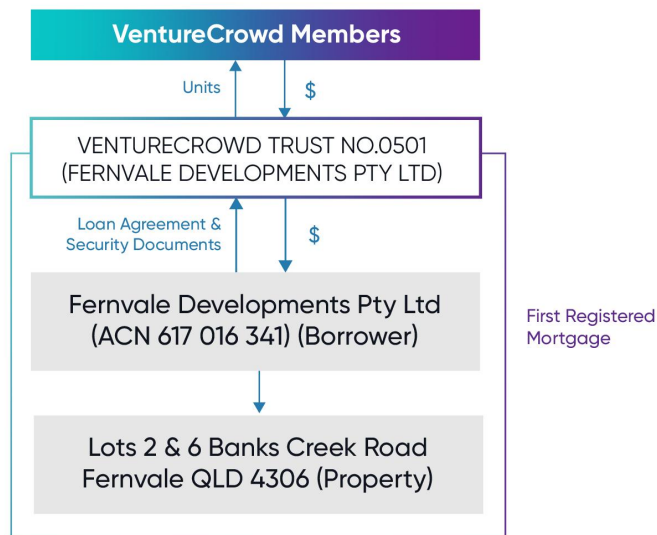 VentureCrowd Members
Units
$
VENTURECROWD TRUST NO.0501
(FERNVALE DEVELOPMENTS PTY LTD)
Loan Agreement &
Security Documents
$
Fernvale Developments Pty Ltd
(ACN 617 016 341) (Borrower)
First Registered
Mortgage
Lots 2 & 6 Banks Creek Road
Fernvale QLD 4306 (Property)